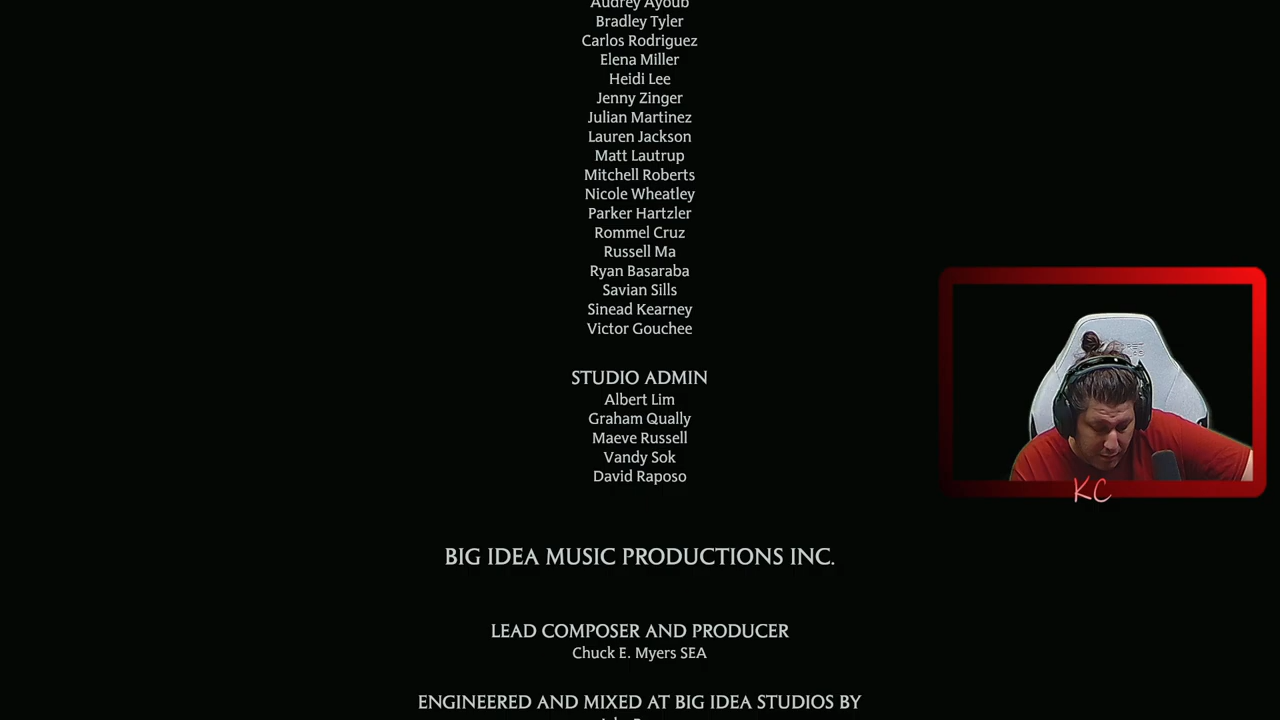 Audrey Ayoub
Bradley Tyler
Carlos Rodriguez
Elena Miller
Heidi Lee
Jenny Zinger
Julian Martinez
Lauren Jackson
Matt Lautrup
Mitchell Roberts
Nicole Wheatley
Parker Hartzler
Rommel Cruz
Russell Ma
Ryan Basaraba
Savian Sills
Sinead Kearney
Victor Gouchee
STUDIO ADMIN
Albert Lim
Graham Qually
Maeve Russell
Vandy Sok
David Raposo
KC
BIG IDEA MUSIC PRODUCTIONS INC.
LEAD COMPOSER AND PRODUCER
Chuck E. Myers SEA
ENGINEERED AND MIXED AT BIG IDEA STUDIOS BY